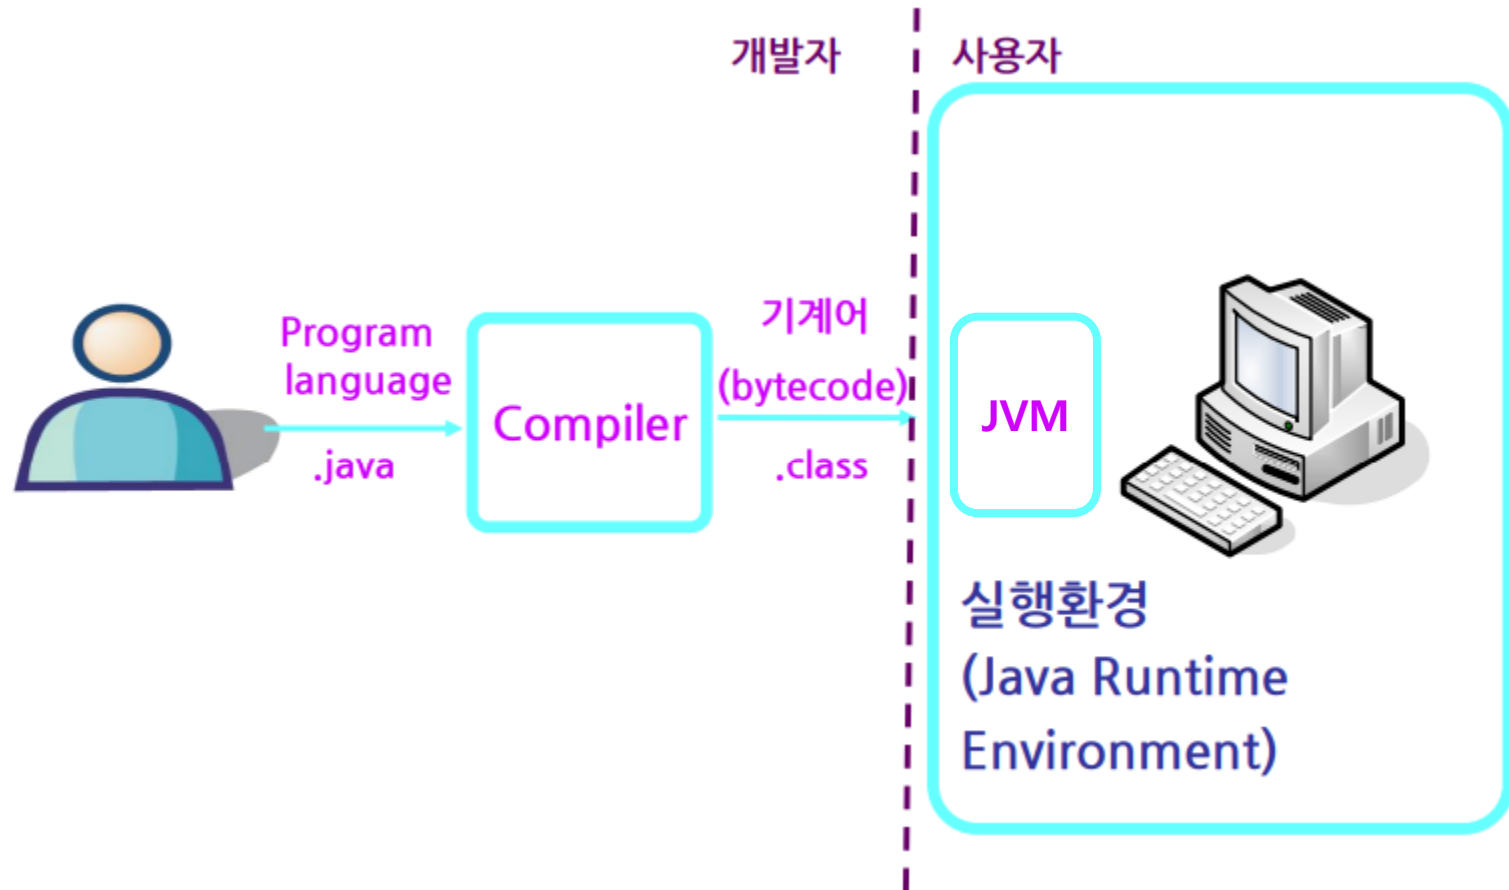 개발자
사용자
Program
language
.java
Compiler
기계어
(bytecode)
.class
JVM
실행환경
(Java Runtime
Environment)